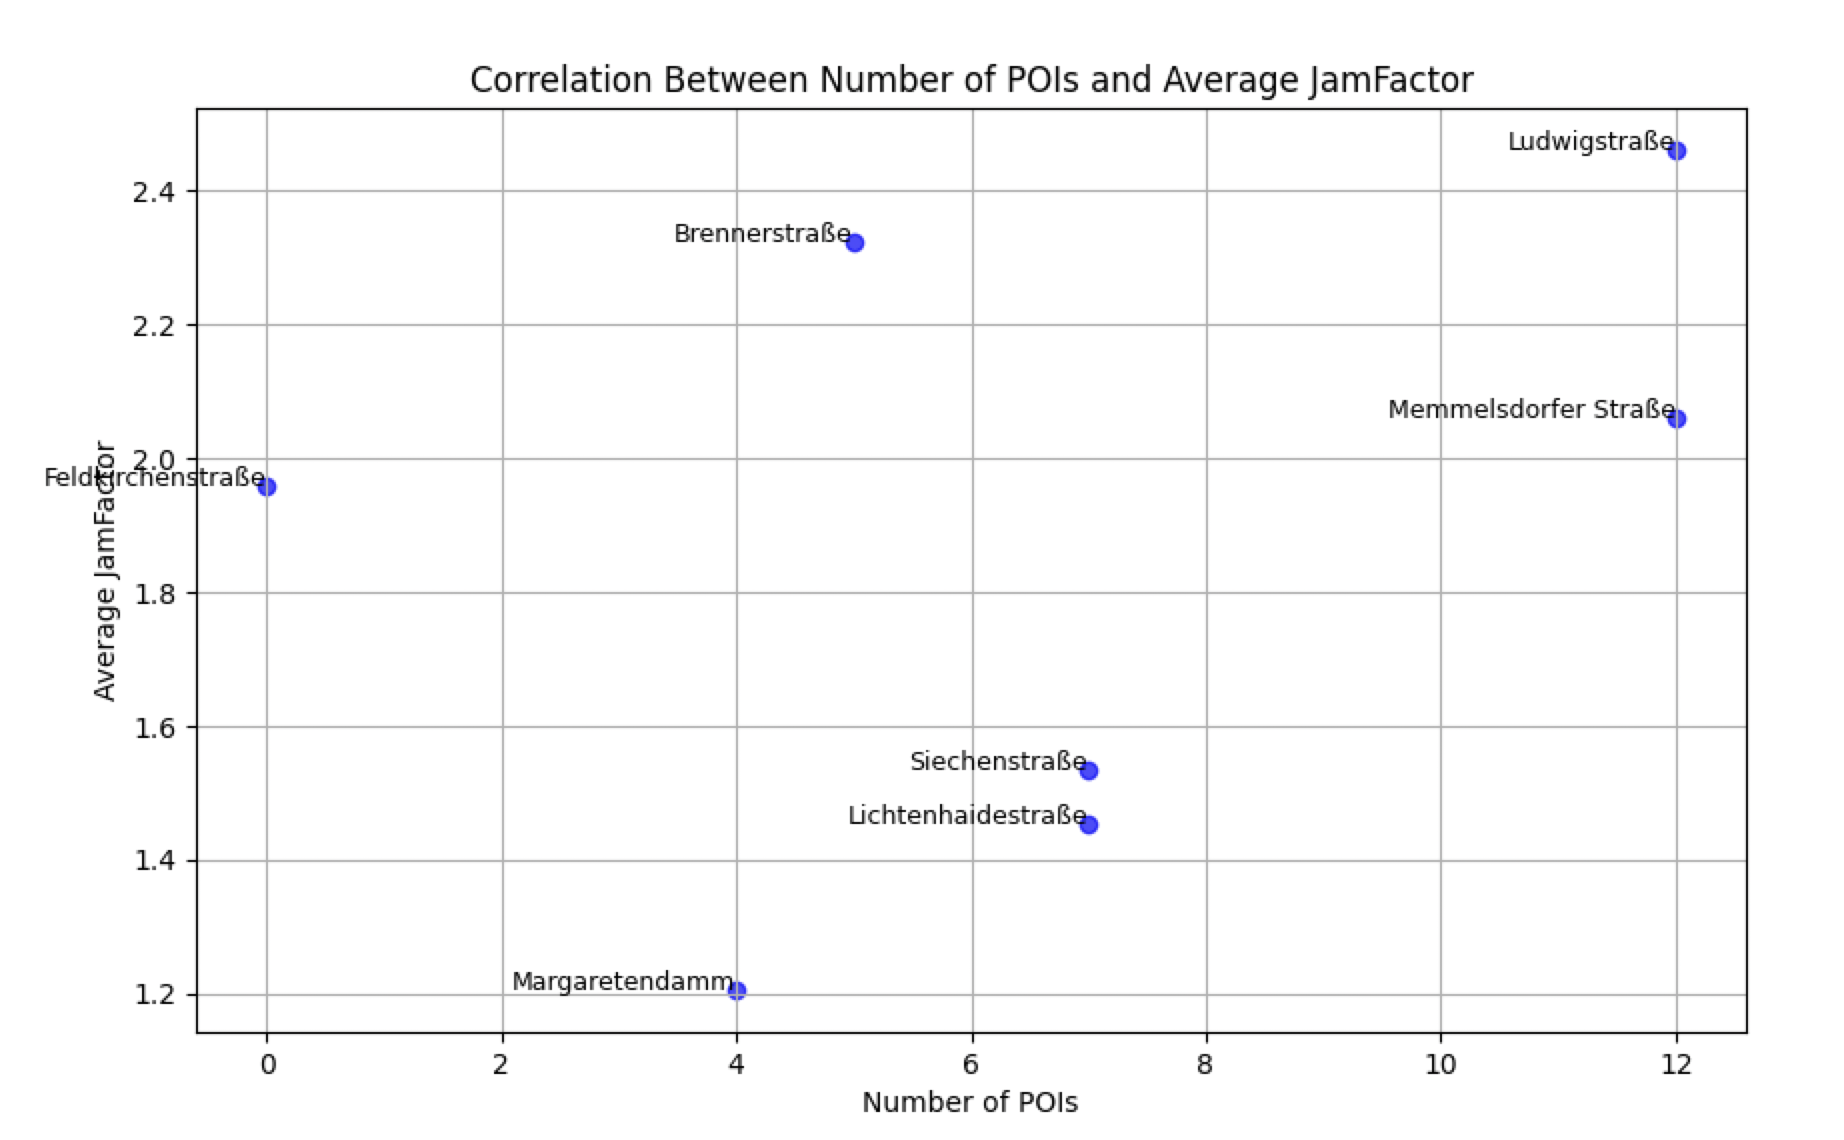 Correlation Between Number of POIs and Average JamFactor
Ludwigstraße
2.4
Brennerstraße
2.2
Memmelsdorfer Straße
2.0
Feldkirchenstraße
Average JamFactor
1.8
1.6
Siechenstraße
Lichtenhaidestraße
1.4
Margaretendamm
1.2
0 2 4 6 8 10 12
Number of POIs